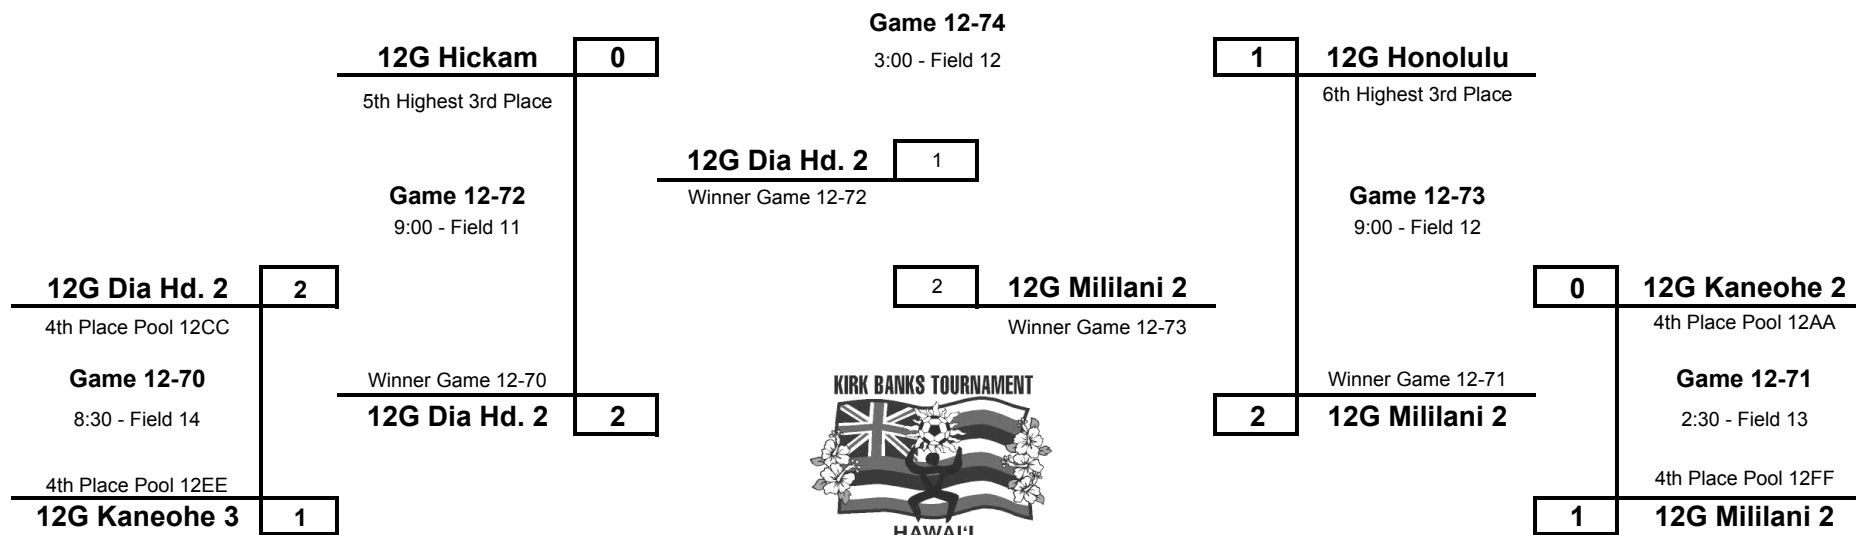 Game 12-74
3:00 - Field 12
12G Hickam 0
5th Highest 3rd Place
1 12G Honolulu
6th Highest 3rd Place
12G Dia Hd. 2 1
Winner Game 12-72
Game 12-72
9:00 - Field 11
Game 12-73
9:00 - Field 12
12G Dia Hd. 2 2
4th Place Pool 12CC
2 12G Mililani 2
Winner Game 12-73
0 12G Kaneohe 2
4th Place Pool 12AA
Game 12-70
8:30 - Field 14
Winner Game 12-70
12G Dia Hd. 2 2
KIRK BANKS TOURNAMENT
HAWAI'I
Winner Game 12-71
2 12G Mililani 2
Game 12-71
2:30 - Field 13
4th Place Pool 12EE
12G Kaneohe 3 1
4th Place Pool 12FF
1 12G Mililani 2